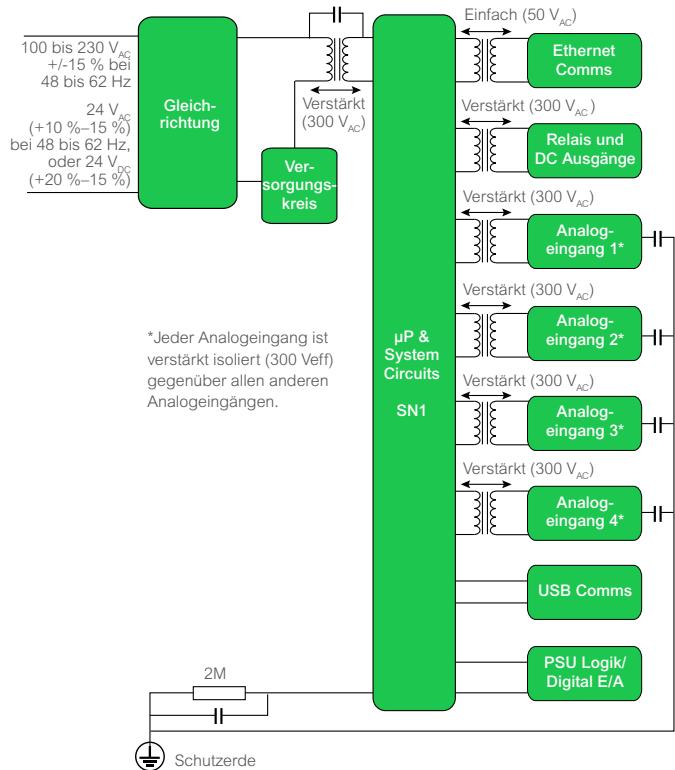 100 bis 230 VAC
+/-15 % bei
48 bis 62 Hz
24 VAC
(+10 %–15 %)
bei 48 bis 62 Hz,
oder 24 VDC
(+20 %–15 %)
Gleich-
richtung
Verstärkt
(300 VAC)
Ver-
sorgungs-
kreis
*Jeder Analogeingang ist
verstärkt isoliert (300 Veff)
gegenüber allen anderen
Analogeingängen.
µP &
System
Circuits
SN1
Einfach (50 VAC)
Ethernet
Comms
Verstärkt (300 VAC)
Relais und
DC Ausgänge
Verstärkt (300 VAC)
Analog-
eingang 1*
Verstärkt (300 VAC)
Analog-
eingang 2*
Verstärkt (300 VAC)
Analog-
eingang 3*
Verstärkt (300 VAC)
Analog-
eingang 4*
USB Comms
PSU Logik/
Digital E/A
2M
Schutzerde